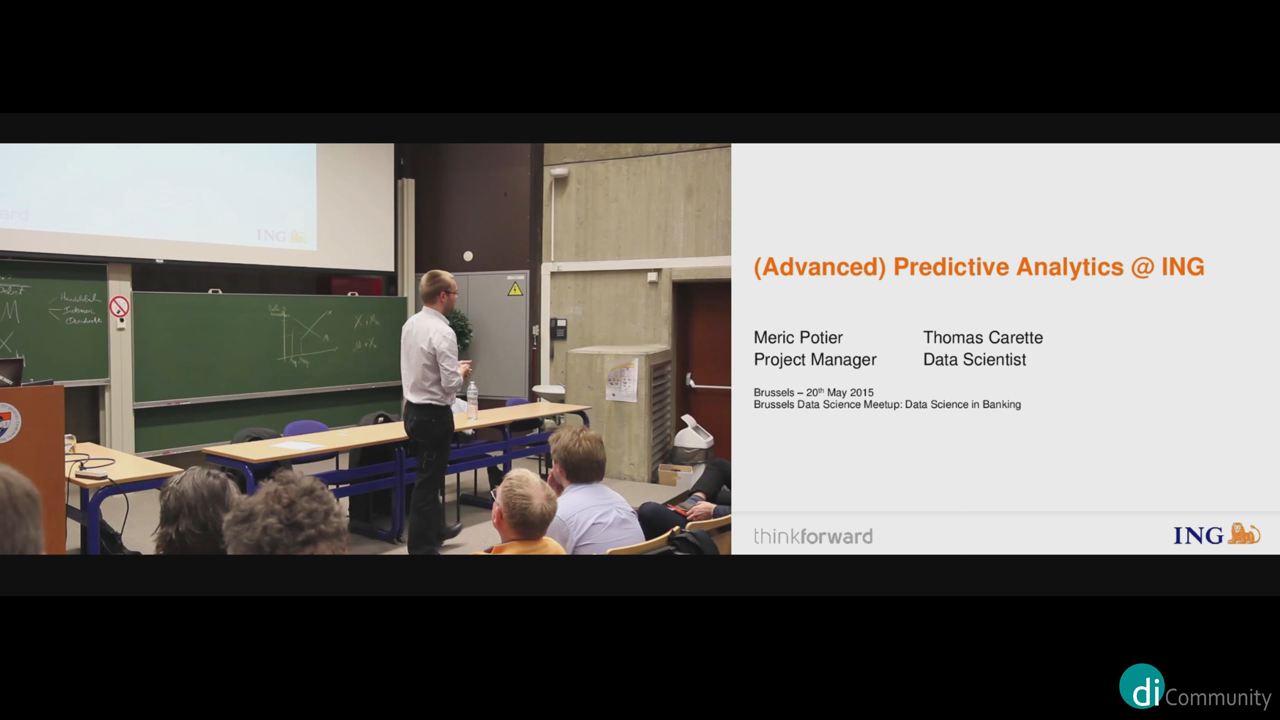 ING
(Advanced) Predictive Analytics @ ING
Meric Potier
Thomas Carette
Project Manager
Data Scientist
Brussels – 20th May 2015
Brussels Data Science Meetup: Data Science in Banking
thinkforward
ING
di Community